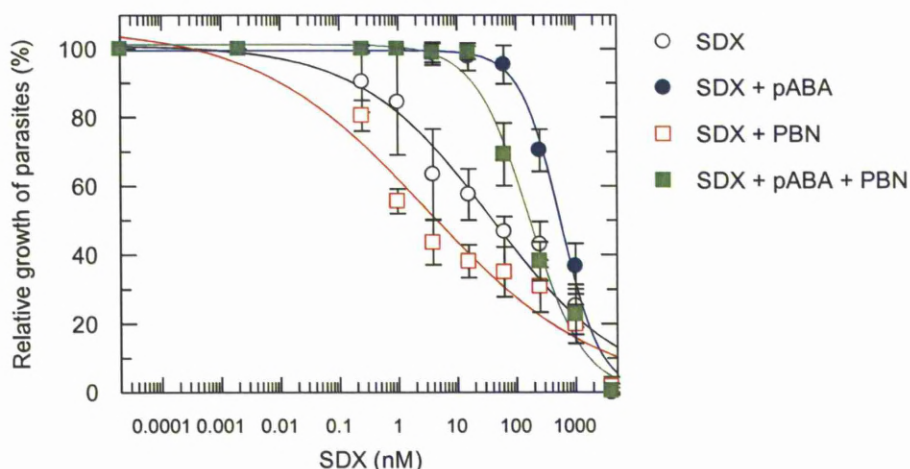 Relative growth of parasites (%)
100
80
60
40
20
0
0.0001 0.001 0.01 0.1 1 10 100 1000
SDX (nM)
SDX
SDX + pABA
SDX + PBN
SDX + pABA + PBN